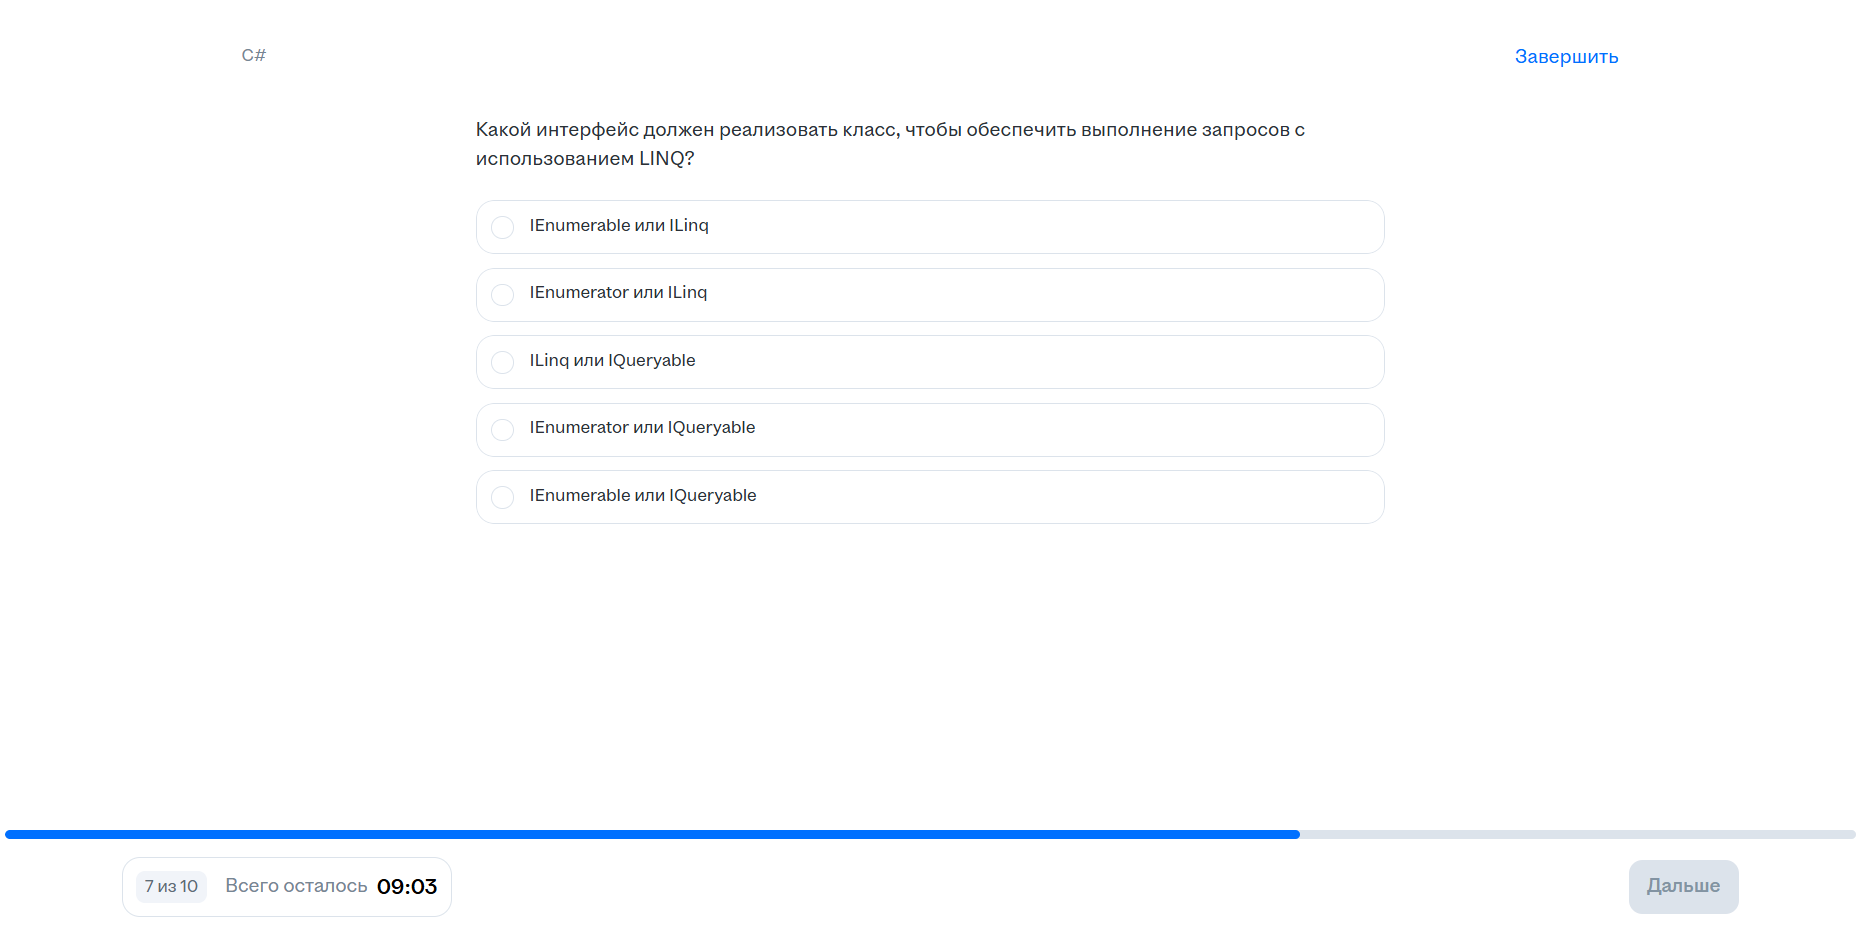 C#
Завершить
Какой интерфейс должен реализовать класс, чтобы обеспечить выполнение запросов с
использованием LINQ?
IEnumerable или ILinq
IEnumerator или ILinq
ILinq или IQueryable
IEnumerator или IQueryable
IEnumerable или IQueryable
7 из 10
Всего осталось 09:03
Дальше